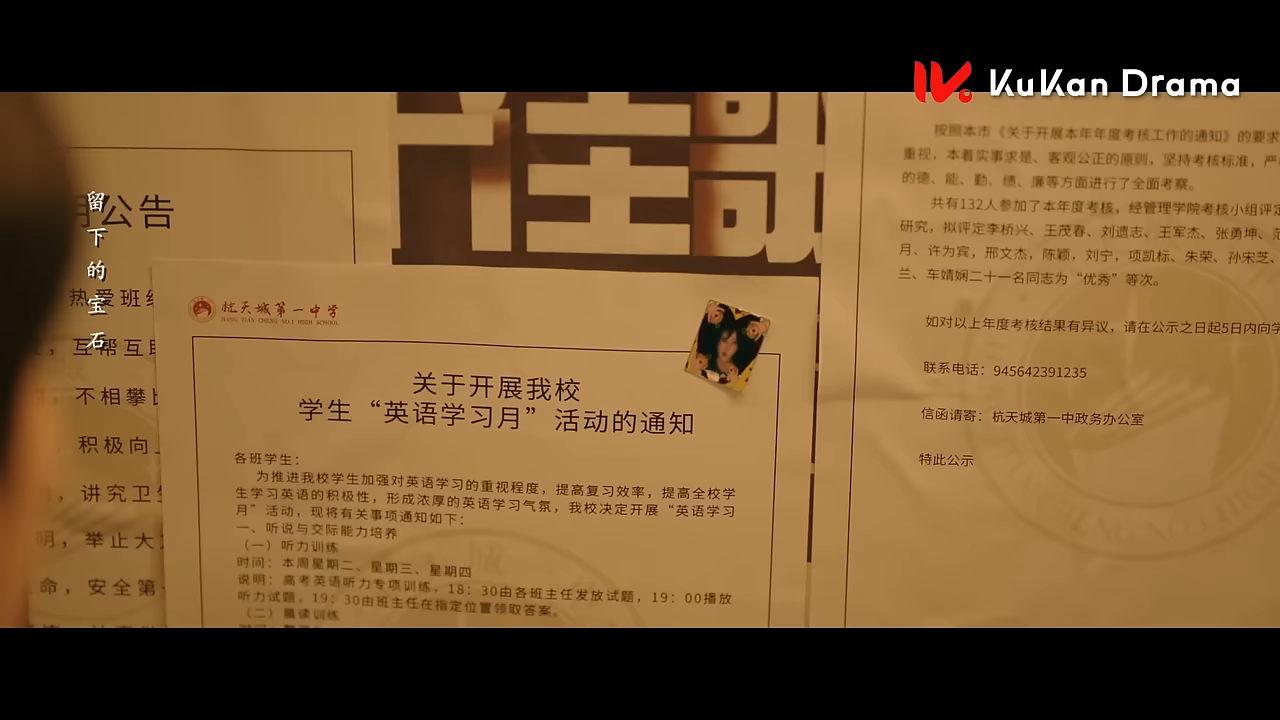 KuKan Drama
留下的宝石
公告
热爱班
互帮互助
不相攀比
积极向上
讲究卫生
明，举止大
命，安全第一
杭天城第一中学
HANG TIAN CHENG NO.1 HIGH SCHOOL
关于开展我校
学生“英语学习月”活动的通知
各班学生：
为推进我校学生加强对英语学习的重视程度，提高复习效率，提高全校学
生学习英语的积极性，形成浓厚的英语学习气氛，我校决定开展“英语学习
月”活动，现将有关事项通知如下：
一、听说与交际能力培养
（一）听力训练
时间：本周星期二、星期三、星期四
说明：高考英语听力专项训练，18：30由各班主任发放试题，19：00播放
听力试题，19：30由班主任在指定位置领取答案。
（二）晨读训练
按照本市《关于开展本年年度考核工作的通知》的要求
重视，本着实事求是、客观公正的原则，坚持考核标准，严
的德、能、勤、绩、廉等方面进行了全面考察。
共有132人参加了本年度考核，经管理学院考核小组评定
研究，拟评定李桥兴、王茂春、刘遗志、王军杰、张勇坤、范
月、许为宾，邢文杰，陈颖，刘宁，项凯标、朱荣、孙宋芝、
兰、车婧娴二十一名同志为“优秀”等次。
如对以上年度考核结果有异议，请在公示之日起5日内向学
联系电话：945642391235
信函请寄：杭天城第一中政务办公室
特此公示